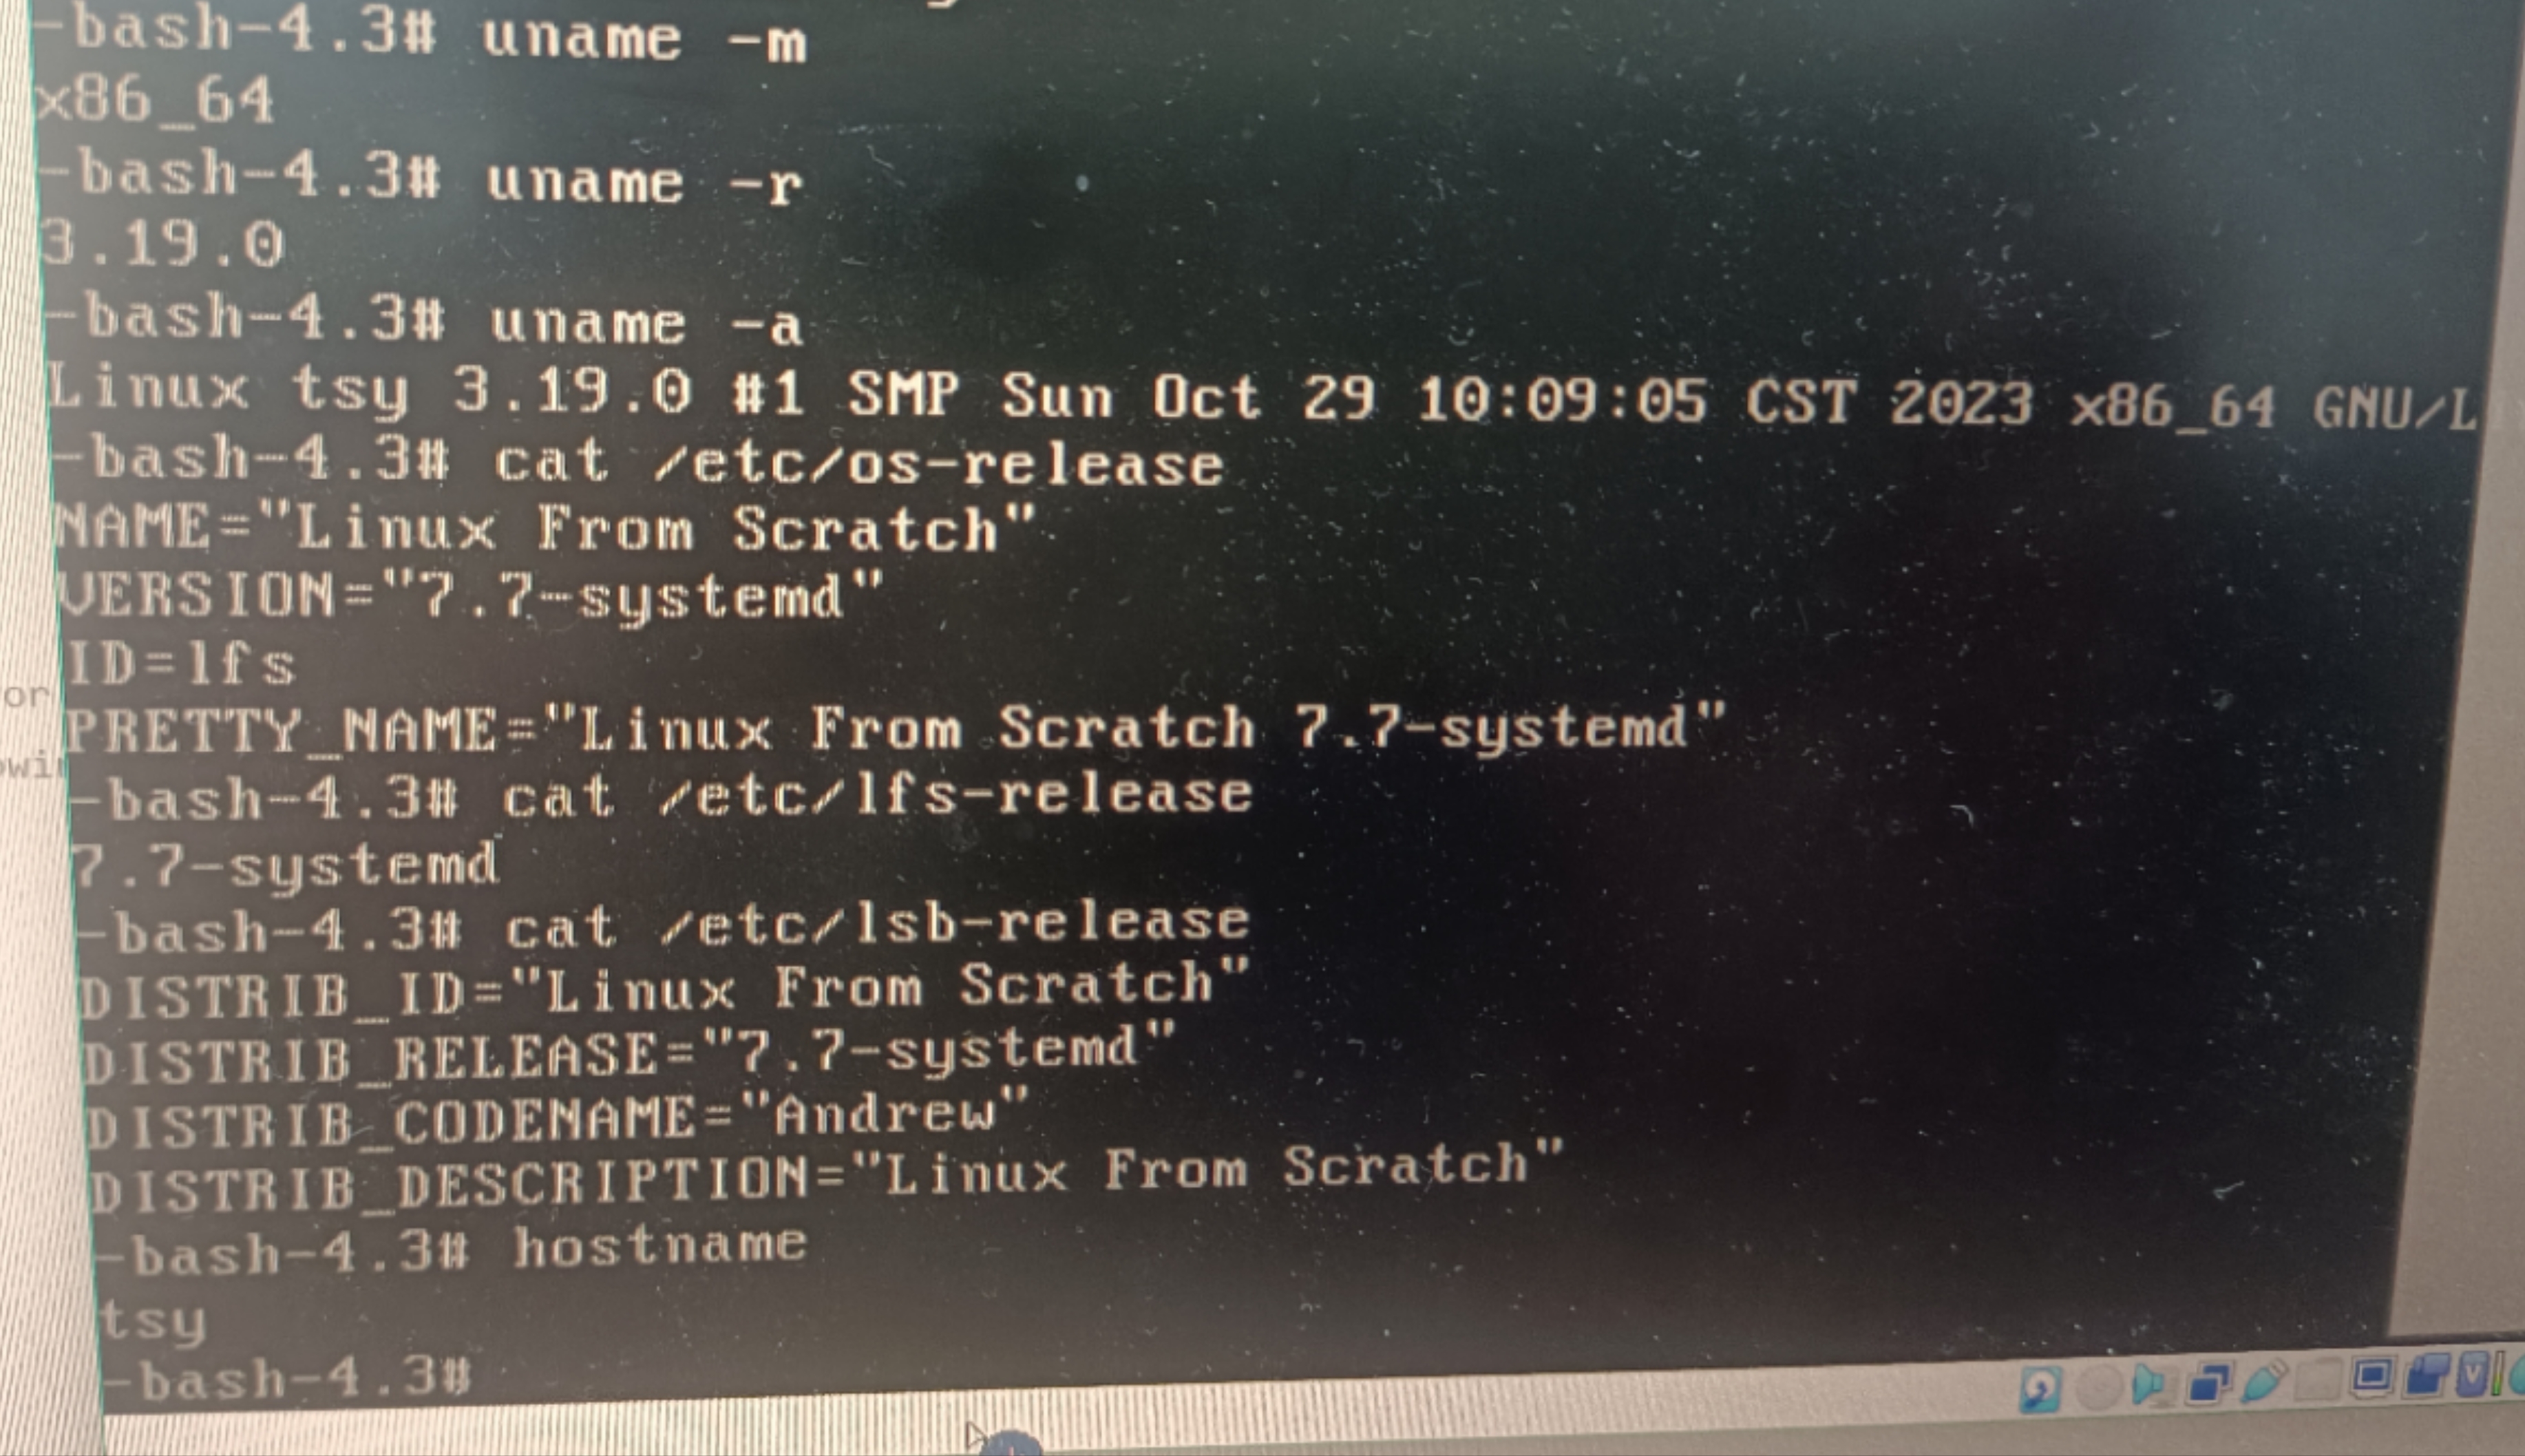 -bash-4.3# uname -m
x86_64
-bash-4.3# uname -r
3.19.0
-bash-4.3# uname -a
Linux tsy 3.19.0 #1 SMP Sun Oct 29 10:09:05 CST 2023 x86_64 GNU/L
-bash-4.3# cat /etc/os-release
NAME="Linux From Scratch"
VERSION="7.7-systemd"
ID=lfs
PRETTY_NAME="Linux From Scratch 7.7-systemd"
-bash-4.3# cat /etc/lfs-release
7.7-systemd
-bash-4.3# cat /etc/lsb-release
DISTRIB_ID="Linux From Scratch"
DISTRIB_RELEASE="7.7-systemd"
DISTRIB_CODENAME="Andrew"
DISTRIB_DESCRIPTION="Linux From Scratch"
-bash-4.3# hostname
tsy
-bash-4.3#